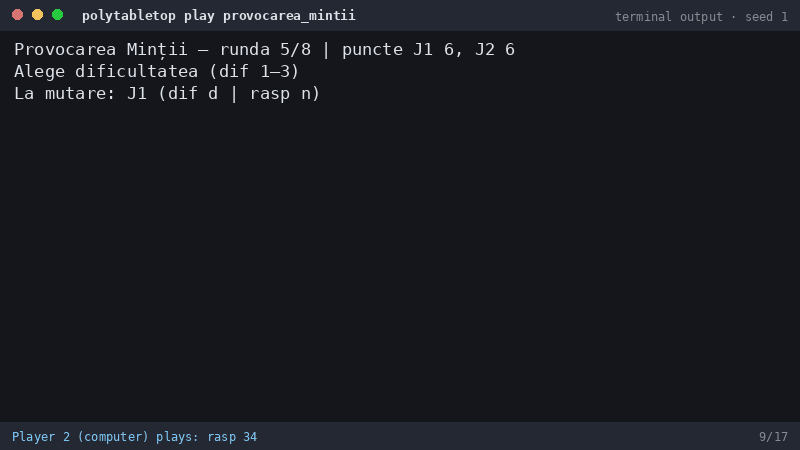 polytabletop play provocarea_mintii
terminal output · seed 1
Provocarea Minții — runda 5/8 | puncte J1 6, J2 6
Alege dificultatea (dif 1–3)
La mutare: J1 (dif d | rasp n)
Player 2 (computer) plays: rasp 34
9/17